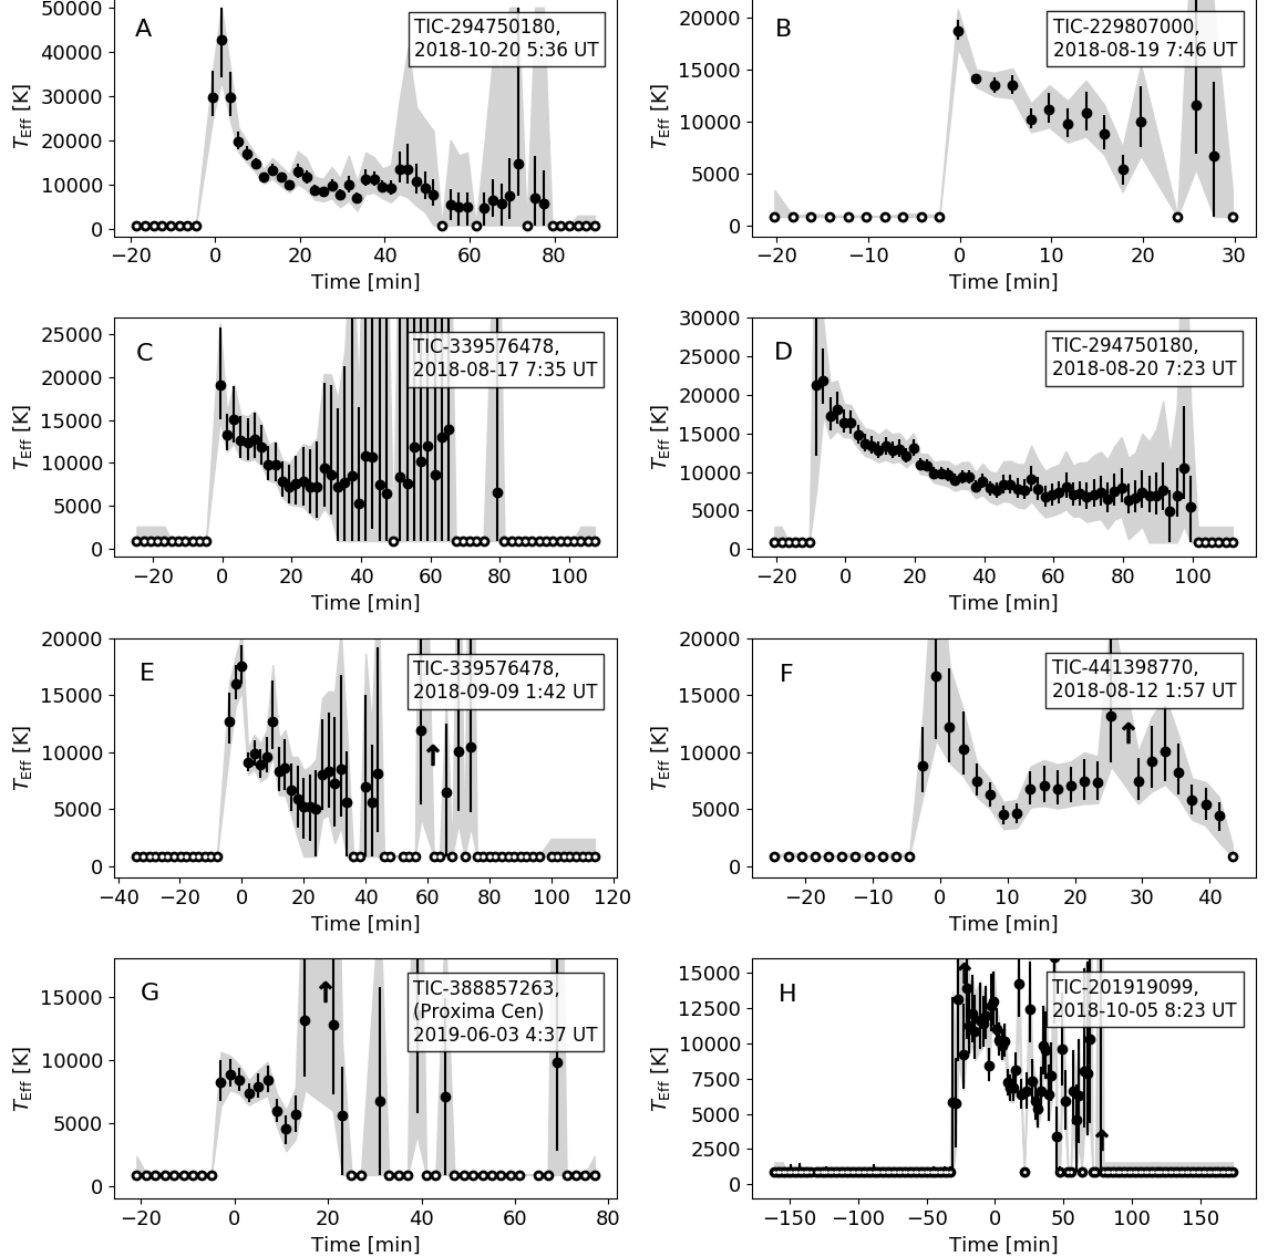 A
TIC-294750180,
2018-10-20 5:36 UT
50000
40000
30000
20000
10000
0
T_Eff [K]
−20 0 20 40 60 80
Time [min]
B
TIC-229807000,
2018-08-19 7:46 UT
20000
15000
10000
5000
0
T_Eff [K]
−20 −10 0 10 20 30
Time [min]
C
TIC-339576478,
2018-08-17 7:35 UT
25000
20000
15000
10000
5000
0
T_Eff [K]
−20 0 20 40 60 80 100
Time [min]
D
TIC-294750180,
2018-08-20 7:23 UT
30000
25000
20000
15000
10000
5000
0
T_Eff [K]
−20 0 20 40 60 80 100
Time [min]
E
TIC-339576478,
2018-09-09 1:42 UT
20000
15000
10000
5000
0
T_Eff [K]
−40 −20 0 20 40 60 80 100 120
Time [min]
F
TIC-441398770,
2018-08-12 1:57 UT
20000
15000
10000
5000
0
T_Eff [K]
−20 −10 0 10 20 30 40
Time [min]
G
TIC-388857263,
(Proxima Cen)
2019-06-03 4:37 UT
15000
10000
5000
0
T_Eff [K]
−20 0 20 40 60 80
Time [min]
H
TIC-201919099,
2018-10-05 8:23 UT
15000
12500
10000
7500
5000
2500
0
T_Eff [K]
−150 −100 −50 0 50 100 150
Time [min]